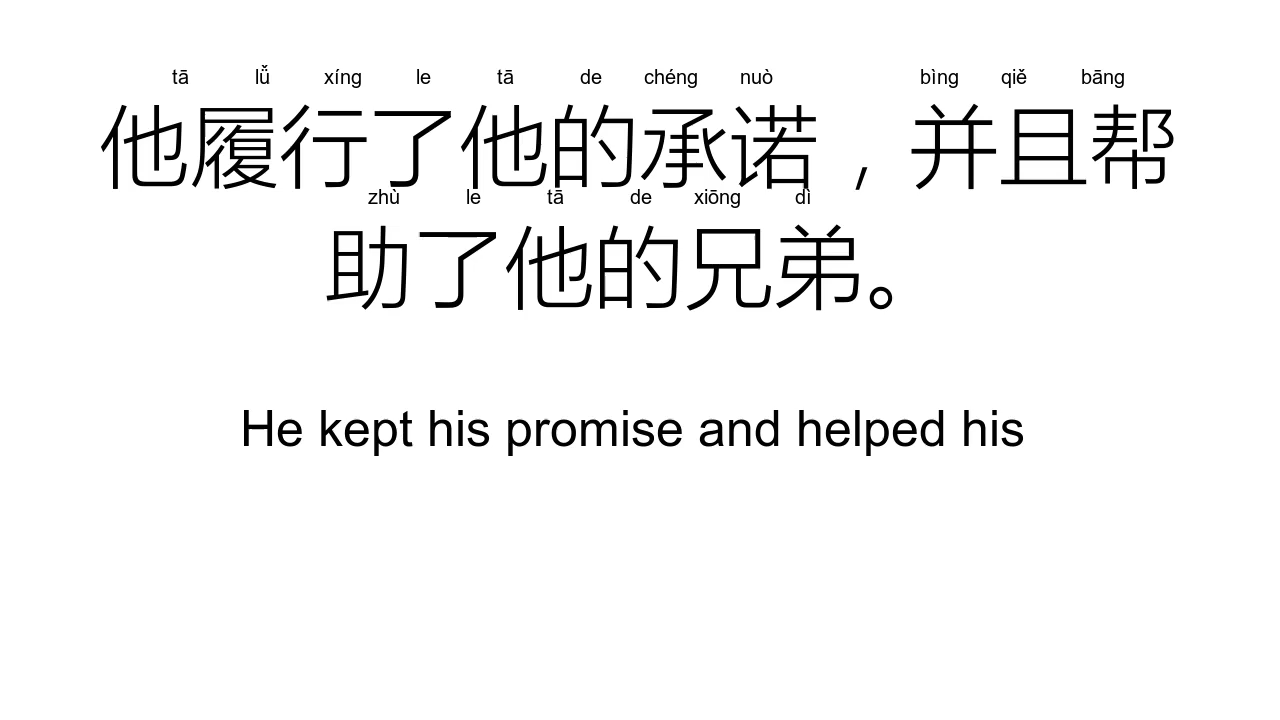 tā lǚ xíng le tā de chéng nuò bìng qiě bāng
他履行了他的承诺，并且帮
zhù le tā de xiōng dì
助了他的兄弟。
He kept his promise and helped his